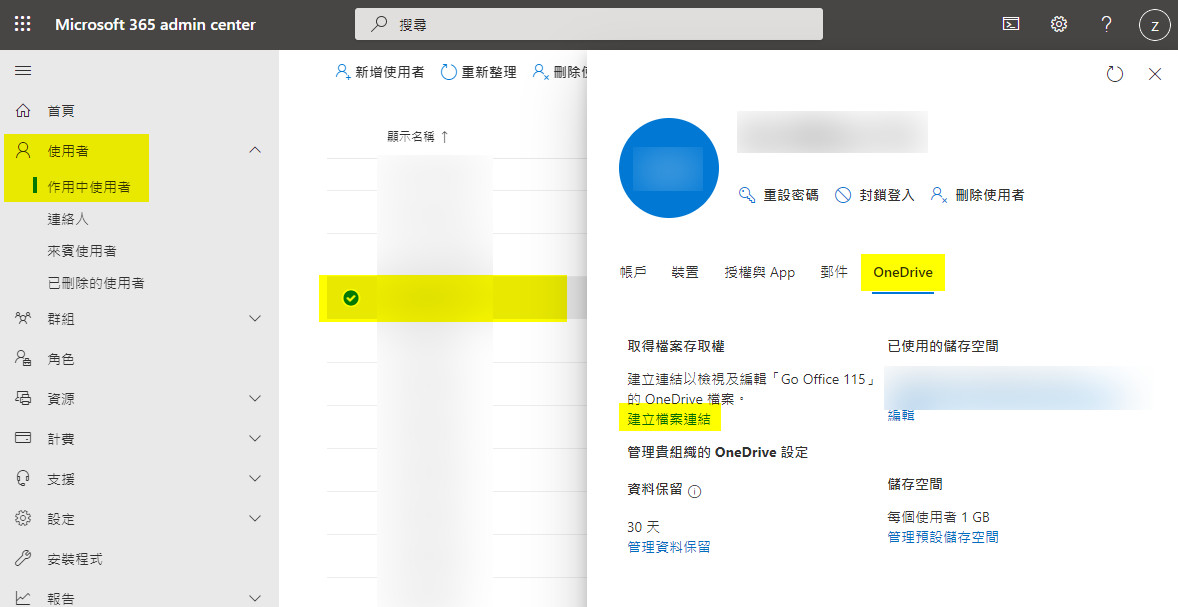 Microsoft 365 admin center
搜尋
?
Z
首頁
使用者
作用中使用者
連絡人
來賓使用者
已刪除的使用者
群組
角色
資源
計費
支援
設定
安裝程式
報告
新增使用者 重新整理 刪除使
顯示名稱 ↑
重設密碼 封鎖登入 刪除使用者
帳戶 裝置 授權與 App 郵件 OneDrive
取得檔案存取權
建立連結以檢視及編輯「Go Office 115」
的 OneDrive 檔案。
建立檔案連結
管理貴組織的 OneDrive 設定
資料保留
30 天
管理資料保留
已使用的儲存空間
編輯
儲存空間
每個使用者 1 GB
管理預設儲存空間